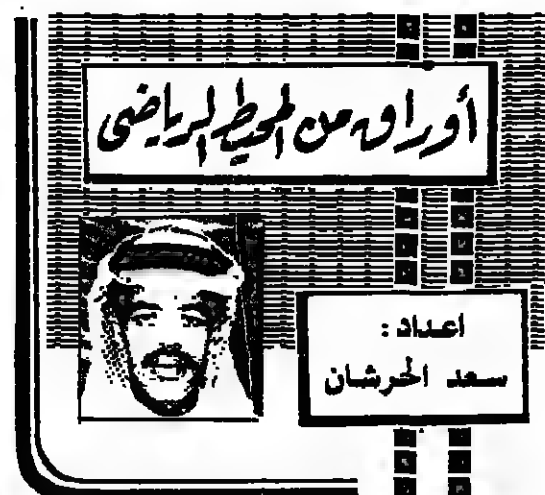 أوراق من المحيط الرياضي
اعداد :
سعد الحرشان